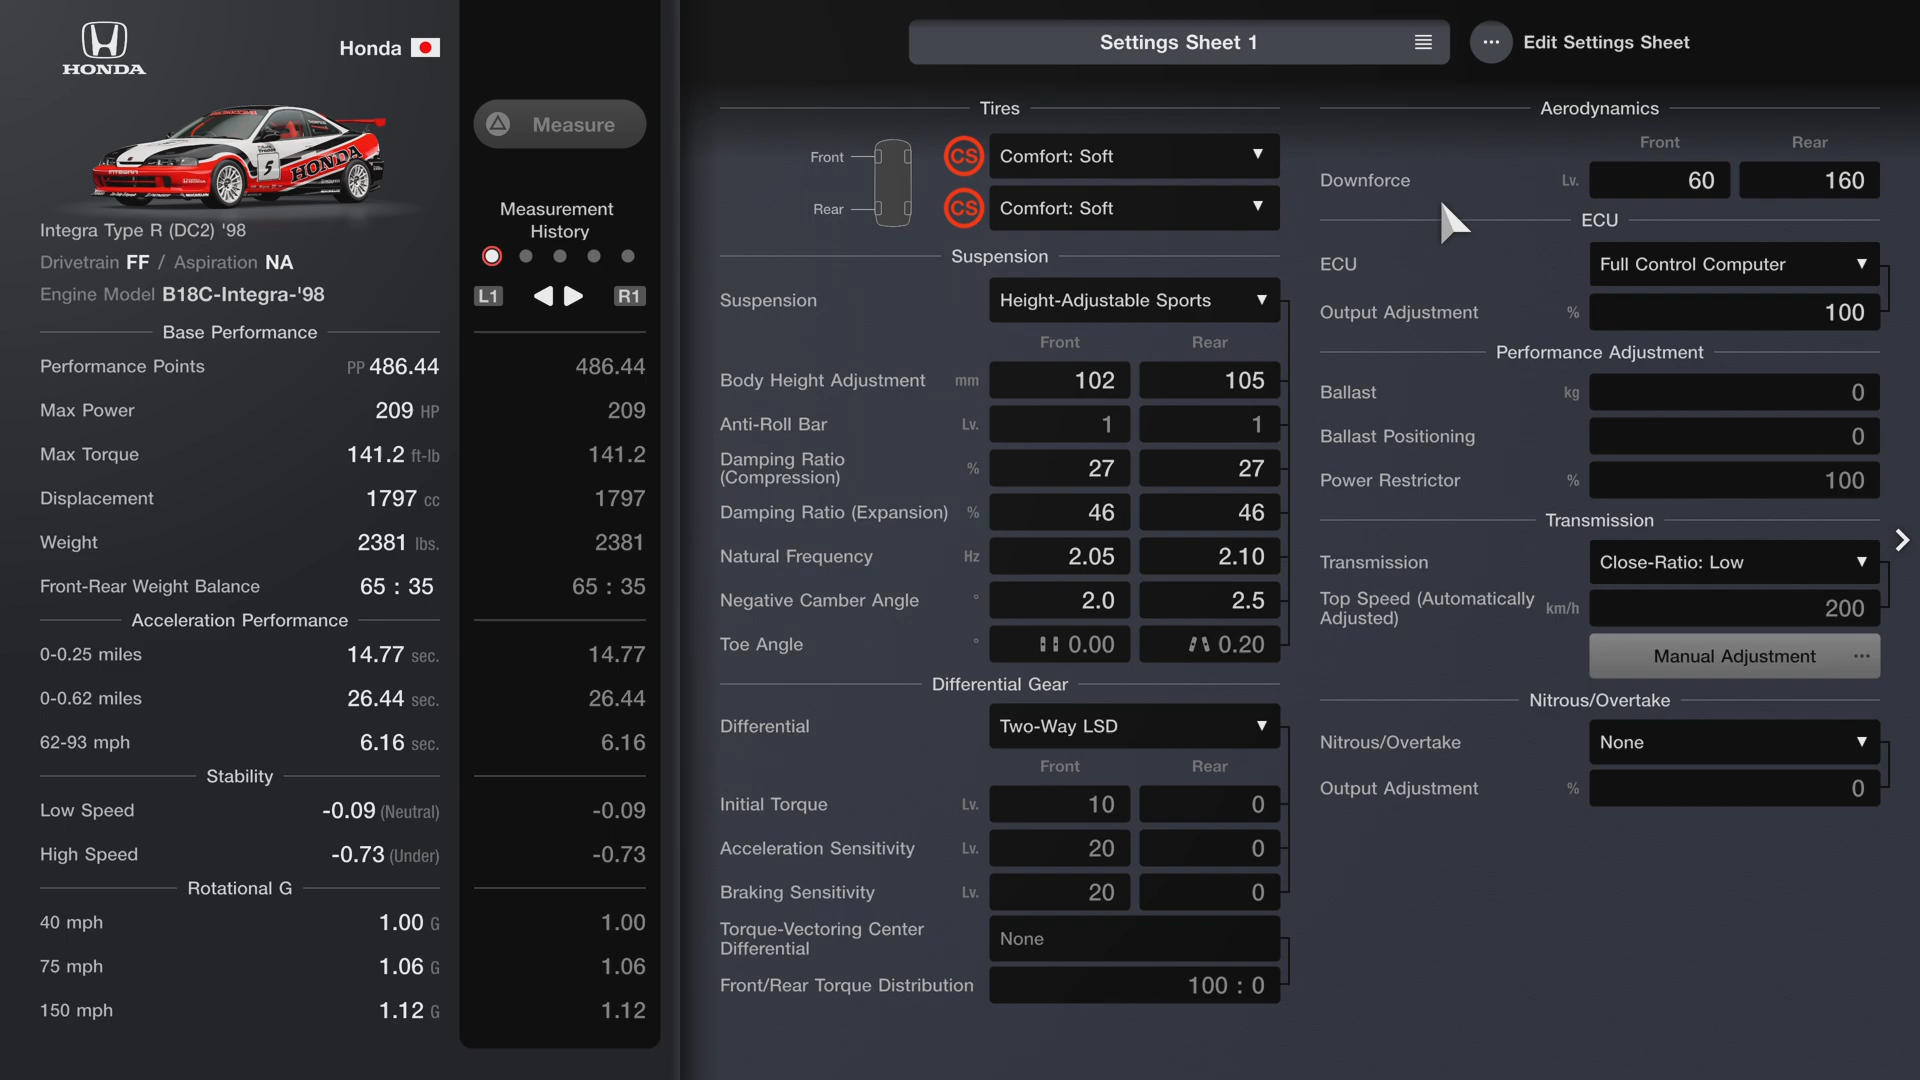 HONDA
Honda
HONDA
5
Integra Type R (DC2) '98
Drivetrain FF / Aspiration NA
Engine Model B18C-Integra-'98
Base Performance
Performance Points PP 486.44
Max Power 209 HP
Max Torque 141.2 ft-lb
Displacement 1797 cc
Weight 2381 lbs.
Front-Rear Weight Balance 65 : 35
Acceleration Performance
0-0.25 miles 14.77 sec.
0-0.62 miles 26.44 sec.
62-93 mph 6.16 sec.
Stability
Low Speed -0.09 (Neutral)
High Speed -0.73 (Under)
Rotational G
40 mph 1.00 G
75 mph 1.06 G
150 mph 1.12 G
Measure
Measurement
History
L1 R1
486.44
209
141.2
1797
2381
65 : 35
14.77
26.44
6.16
-0.09
-0.73
1.00
1.06
1.12
Settings Sheet 1
Edit Settings Sheet
Tires
Front CS Comfort: Soft
Rear CS Comfort: Soft
Suspension
Suspension Height-Adjustable Sports
Front Rear
Body Height Adjustment mm 102 105
Anti-Roll Bar Lv. 1 1
Damping Ratio
(Compression) % 27 27
Damping Ratio (Expansion) % 46 46
Natural Frequency Hz 2.05 2.10
Negative Camber Angle ° 2.0 2.5
Toe Angle ° 0.00 0.20
Differential Gear
Differential Two-Way LSD
Front Rear
Initial Torque Lv. 10 0
Acceleration Sensitivity Lv. 20 0
Braking Sensitivity Lv. 20 0
Torque-Vectoring Center
Differential None
Front/Rear Torque Distribution 100 : 0
Aerodynamics
Front Rear
Downforce Lv. 60 160
ECU
ECU Full Control Computer
Output Adjustment % 100
Performance Adjustment
Ballast kg 0
Ballast Positioning 0
Power Restrictor % 100
Transmission
Transmission Close-Ratio: Low
Top Speed (Automatically
Adjusted) km/h 200
Manual Adjustment
Nitrous/Overtake
Nitrous/Overtake None
Output Adjustment % 0